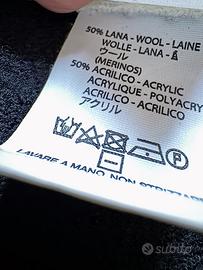 50% LANA - WOOL - LAINE
WOLLE - LANA -
ウール
(MERINOS)
50% ACRILICO - ACRYLIC
ACRYLIQUE - POLYACRY
ACRILICO - ACRILICO
アクリル
P
LAVARE A MANO. NON STRIZZARE
subito